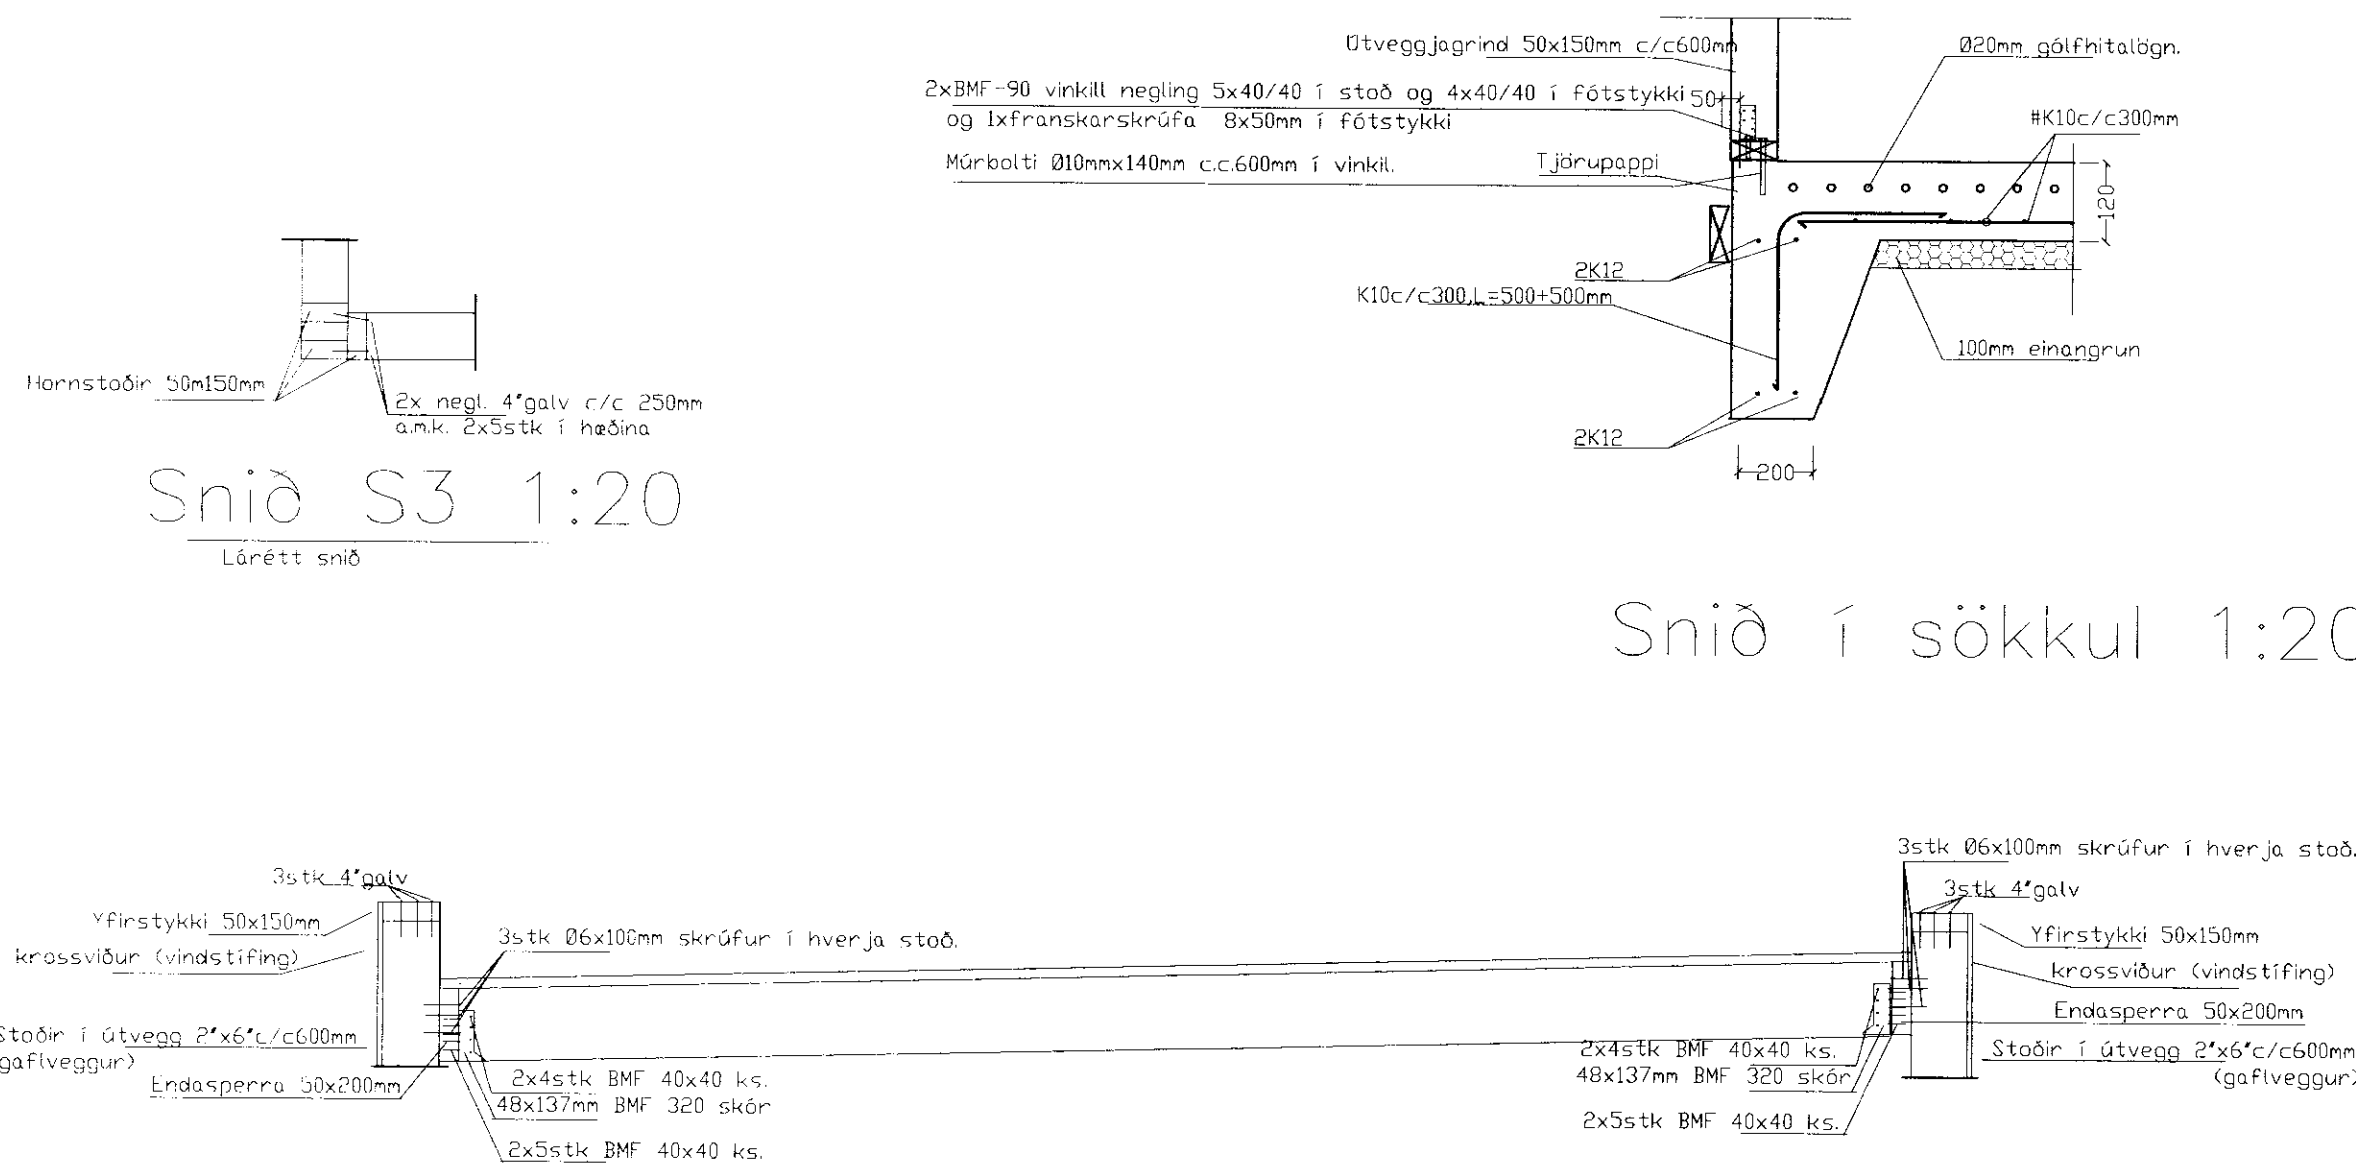 Útveggjagrind 50x150mm c/c600mm
Ø20mm gólfhitalögn.
2xBMF-90 vinkill negling 5x40/40 í stoð og 4x40/40 í fótstykki
50
og 1xfranskarskrúfa 8x50mm í fótstykki
#K10c/c300mm
Múrbolti Ø10mmx140mm c.c.600mm í vinkil.
Tjörupappi
120
2K12
K10c/c300,L=500+500mm
100mm einangrun
2K12
200
Hornstoðir 50m150mm
2x negl. 4"galv c/c 250mm
a.m.k. 2x5stk í hæðina
Snið S3 1:20
Lárétt snið
Snið í sökkul 1:20
3stk 4"galv
Yfirstykki 50x150mm
krossviður (vindstífing)
3stk Ø6x100mm skrúfur í hverja stoð.
Stoðir í útvegg 2"x6"c/c600mm
gaflveggur)
Endasperra 50x200mm
2x4stk BMF 40x40 ks.
48x137mm BMF 320 skór
2x5stk BMF 40x40 ks.
3stk Ø6x100mm skrúfur í hverja stoð.
3stk 4"galv
Yfirstykki 50x150mm
krossviður (vindstífing)
Endasperra 50x200mm
2x4stk BMF 40x40 ks.
48x137mm BMF 320 skór
Stoðir í útvegg 2"x6"c/c600mm
(gaflveggur)
2x5stk BMF 40x40 ks.